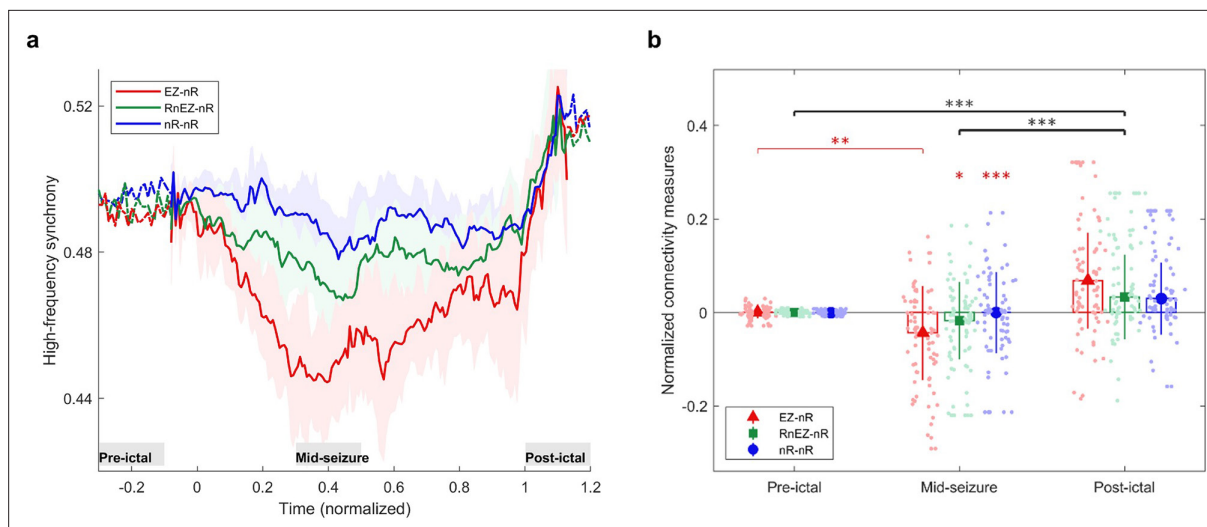 a
EZ-nR
RnEZ-nR
nR-nR
High-frequency synchrony
0.52
0.48
0.44
Pre-ictal
Mid-seizure
Post-ictal
-0.2
0
0.2
0.4
0.6
0.8
1
1.2
Time (normalized)
b
***
***
**
*
***
Normalized connectivity measures
0.4
0.2
0
-0.2
EZ-nR
RnEZ-nR
nR-nR
Pre-ictal
Mid-seizure
Post-ictal